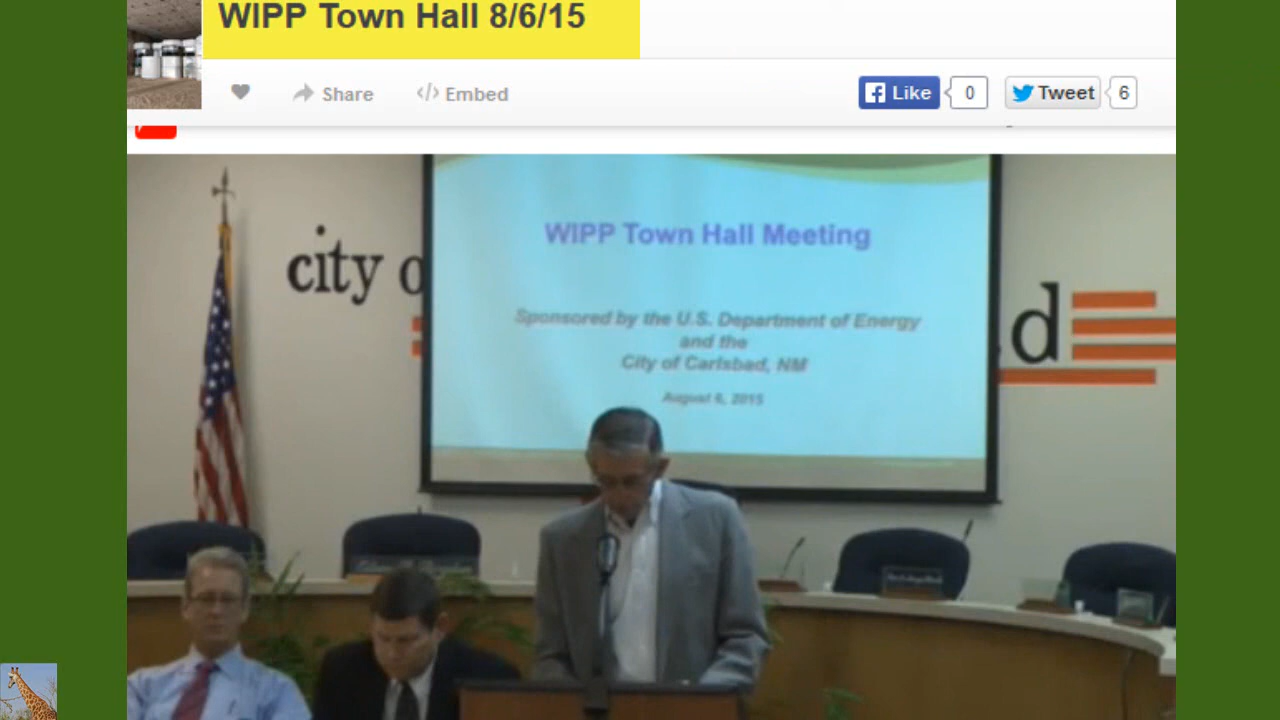 WIPP Town Hall 8/6/15
Share
Embed
Like
0
Tweet
6
city o
d
WIPP Town Hall Meeting
Sponsored by the U.S. Department of Energy
and the
City of Carlsbad, NM
August 6, 2015